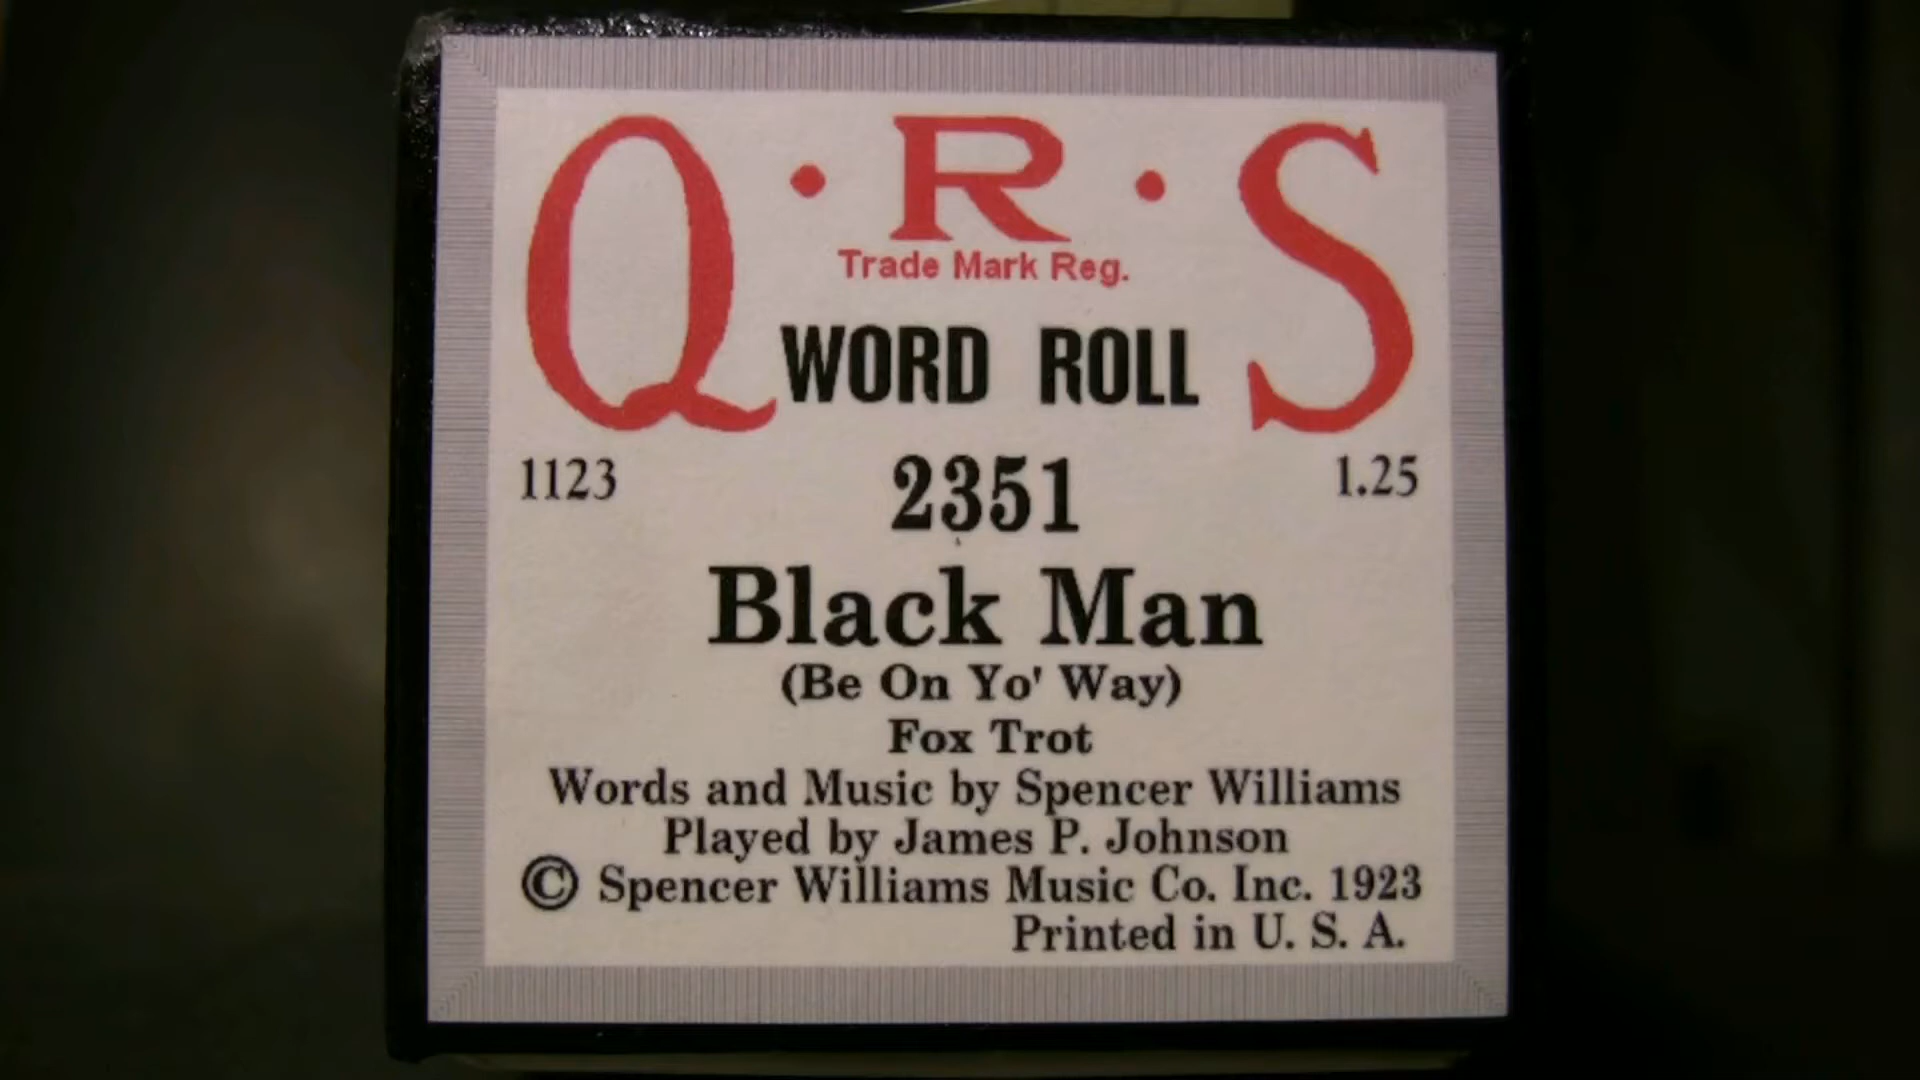 Q · R · S
Trade Mark Reg.
WORD ROLL
1123 2351 1.25
Black Man
(Be On Yo' Way)
Fox Trot
Words and Music by Spencer Williams
Played by James P. Johnson
© Spencer Williams Music Co. Inc. 1923
Printed in U. S. A.